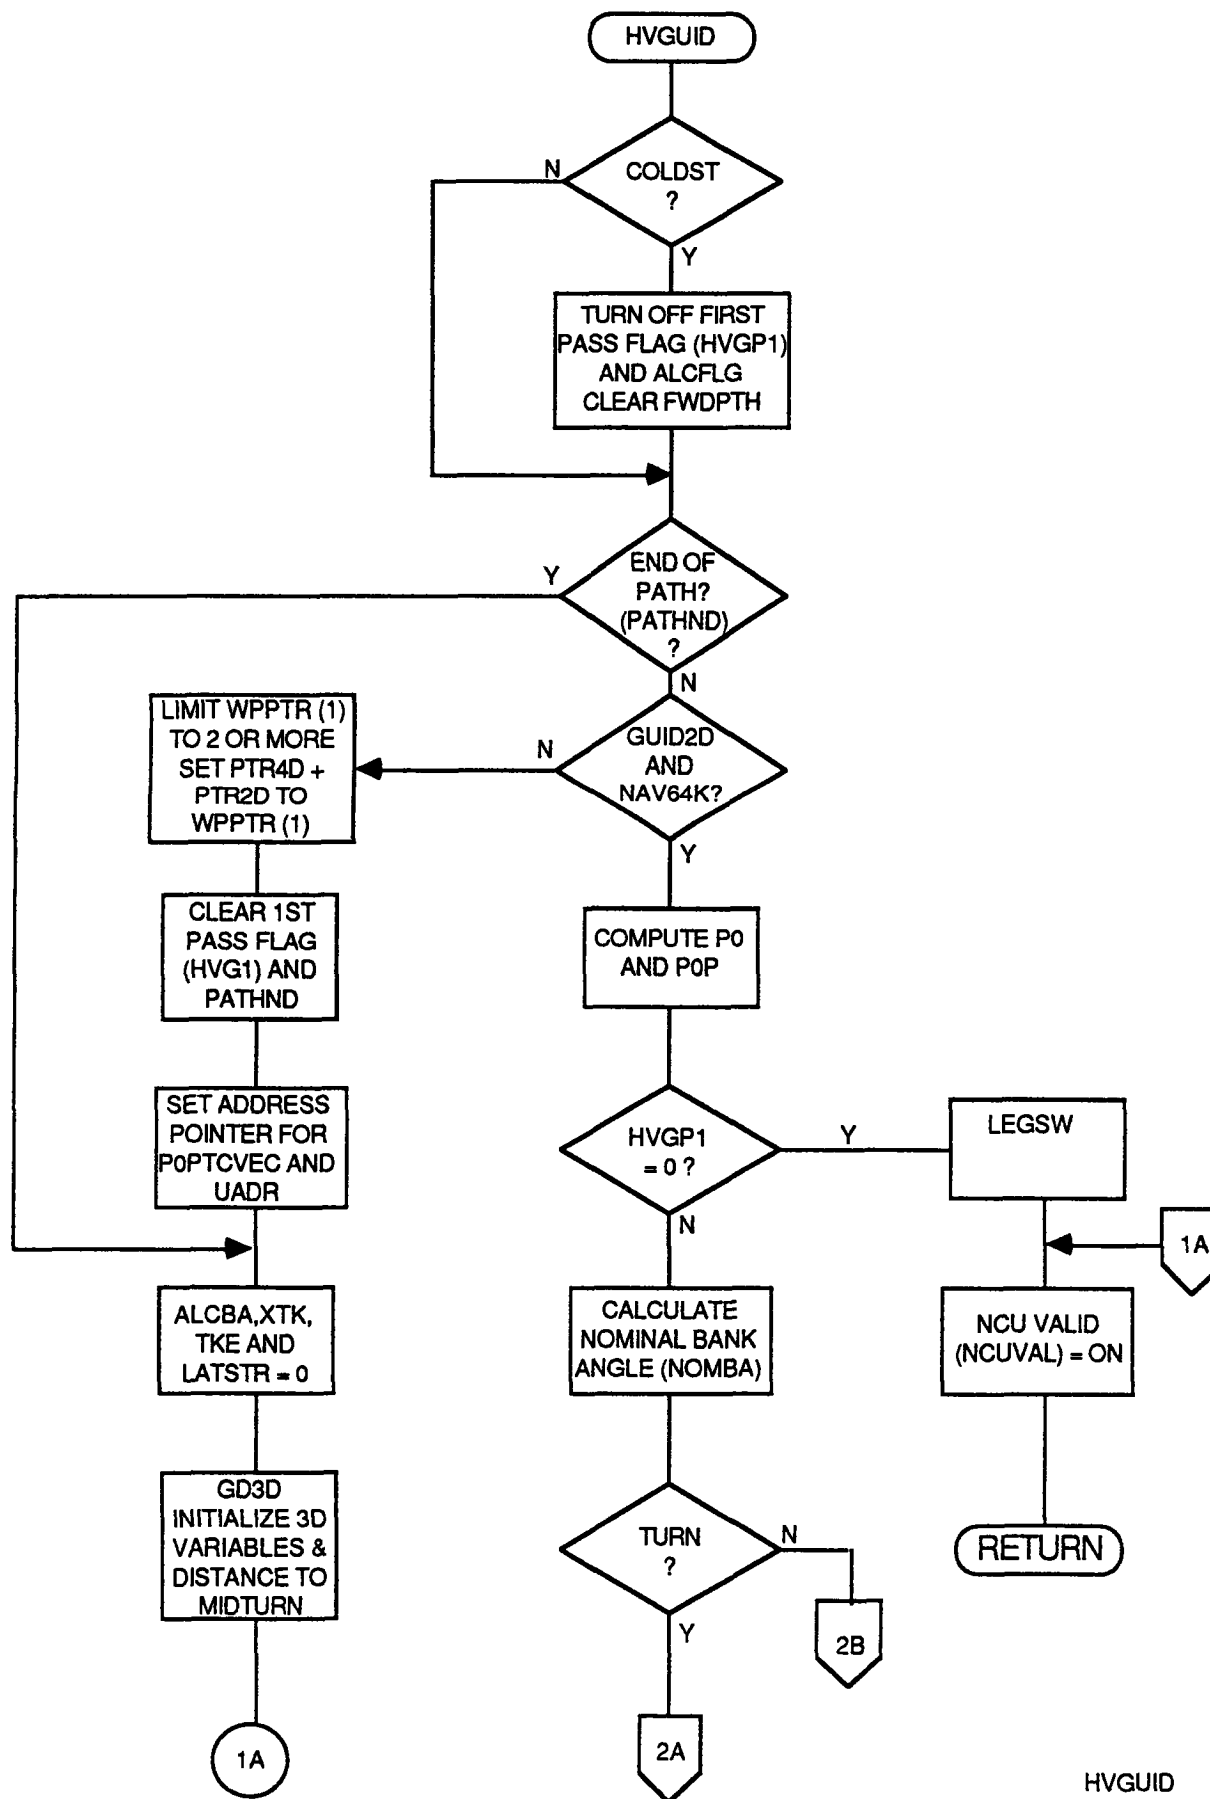 HVGUID
COLDST
?
N
Y
TURN OFF FIRST
PASS FLAG (HVGP1)
AND ALCFLG
CLEAR FWDPTH
END OF
PATH?
(PATHND)
?
Y
N
GUID2D
AND
NAV64K?
N
Y
LIMIT WPPTR (1)
TO 2 OR MORE
SET PTR4D +
PTR2D TO
WPPTR (1)
CLEAR 1ST
PASS FLAG
(HVG1) AND
PATHND
SET ADDRESS
POINTER FOR
P0PTCVEC AND
UADR
ALCBA,XTK,
TKE AND
LATSTR = 0
GD3D
INITIALIZE 3D
VARIABLES &
DISTANCE TO
MIDTURN
1A
COMPUTE P0
AND P0P
HVGP1
= 0 ?
Y
N
LEGSW
1A
NCU VALID
(NCUVAL) = ON
RETURN
CALCULATE
NOMINAL BANK
ANGLE (NOMBA)
TURN
?
N
Y
2B
2A
HVGUID